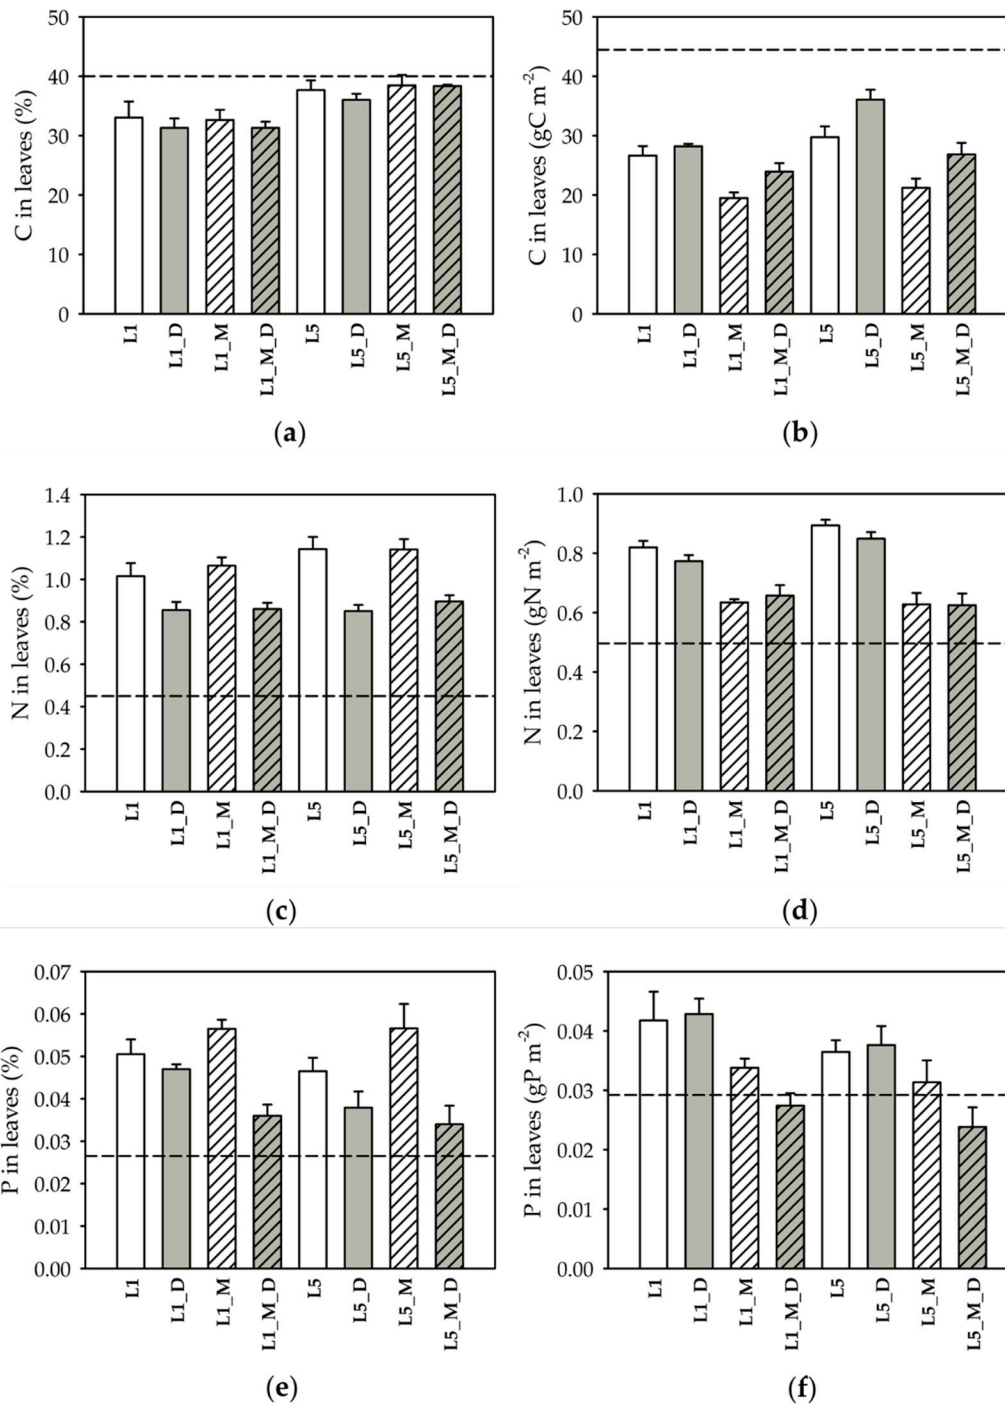 C in leaves (%)
50
40
30
20
10
0
L1
L1_D
L1_M
L1_M_D
L5
L5_D
L5_M
L5_M_D
(a)
C in leaves (gC m-2)
50
40
30
20
10
0
L1
L1_D
L1_M
L1_M_D
L5
L5_D
L5_M
L5_M_D
(b)
N in leaves (%)
1.4
1.2
1.0
0.8
0.6
0.4
0.2
0.0
L1
L1_D
L1_M
L1_M_D
L5
L5_D
L5_M
L5_M_D
(c)
N in leaves (gN m-2)
1.0
0.8
0.6
0.4
0.2
0.0
L1
L1_D
L1_M
L1_M_D
L5
L5_D
L5_M
L5_M_D
(d)
P in leaves (%)
0.07
0.06
0.05
0.04
0.03
0.02
0.01
0.00
L1
L1_D
L1_M
L1_M_D
L5
L5_D
L5_M
L5_M_D
(e)
P in leaves (gP m-2)
0.05
0.04
0.03
0.02
0.01
0.00
L1
L1_D
L1_M
L1_M_D
L5
L5_D
L5_M
L5_M_D
(f)